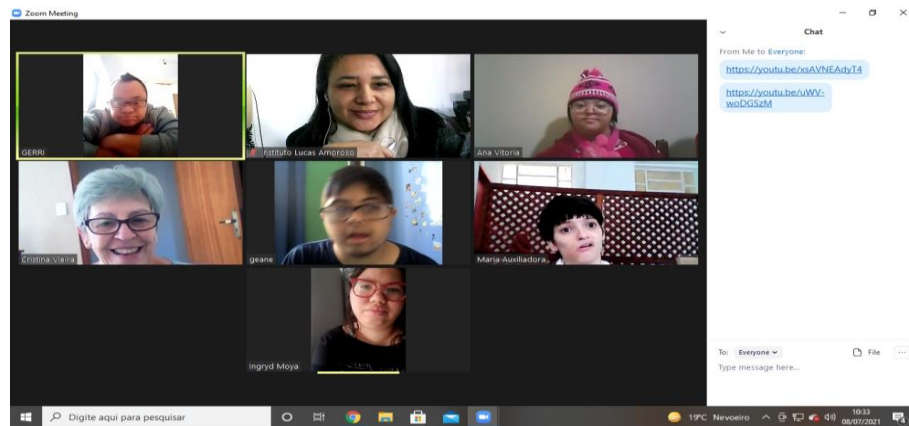 Zoom Meeting
Chat
From Me to Everyone:
https://youtu.be/xsAVNEAdyT4
https://youtu.be/uWV-
woDGSzM
GERRI
Instituto Lucas Amoroso
Ana Vitoria
Cristina Vieira
geane
Maria Auxiliadora
Ingryd Moya
To: Everyone
File
Type message here...
Digite aqui para pesquisar
19°C Nevoeiro
10:33
08/07/2021
4